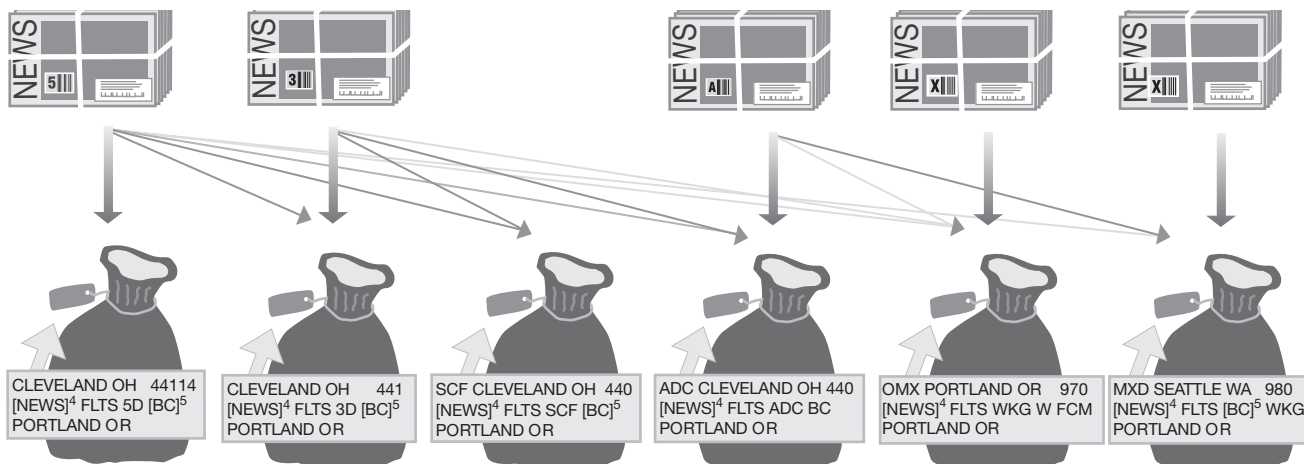 NEWS
5
NEWS
3
NEWS
A
NEWS
X
NEWS
X
CLEVELAND OH 44114
[NEWS]⁴ FLTS 5D [BC]⁵
PORTLAND OR
CLEVELAND OH 441
[NEWS]⁴ FLTS 3D [BC]⁵
PORTLAND OR
SCF CLEVELAND OH 440
[NEWS]⁴ FLTS SCF [BC]⁵
PORTLAND OR
ADC CLEVELAND OH 440
[NEWS]⁴ FLTS ADC BC
PORTLAND OR
OMX PORTLAND OR 970
[NEWS]⁴ FLTS WKG W FCM
PORTLAND OR
MXD SEATTLE WA 980
[NEWS]⁴ FLTS [BC]⁵ WKG
PORTLAND OR